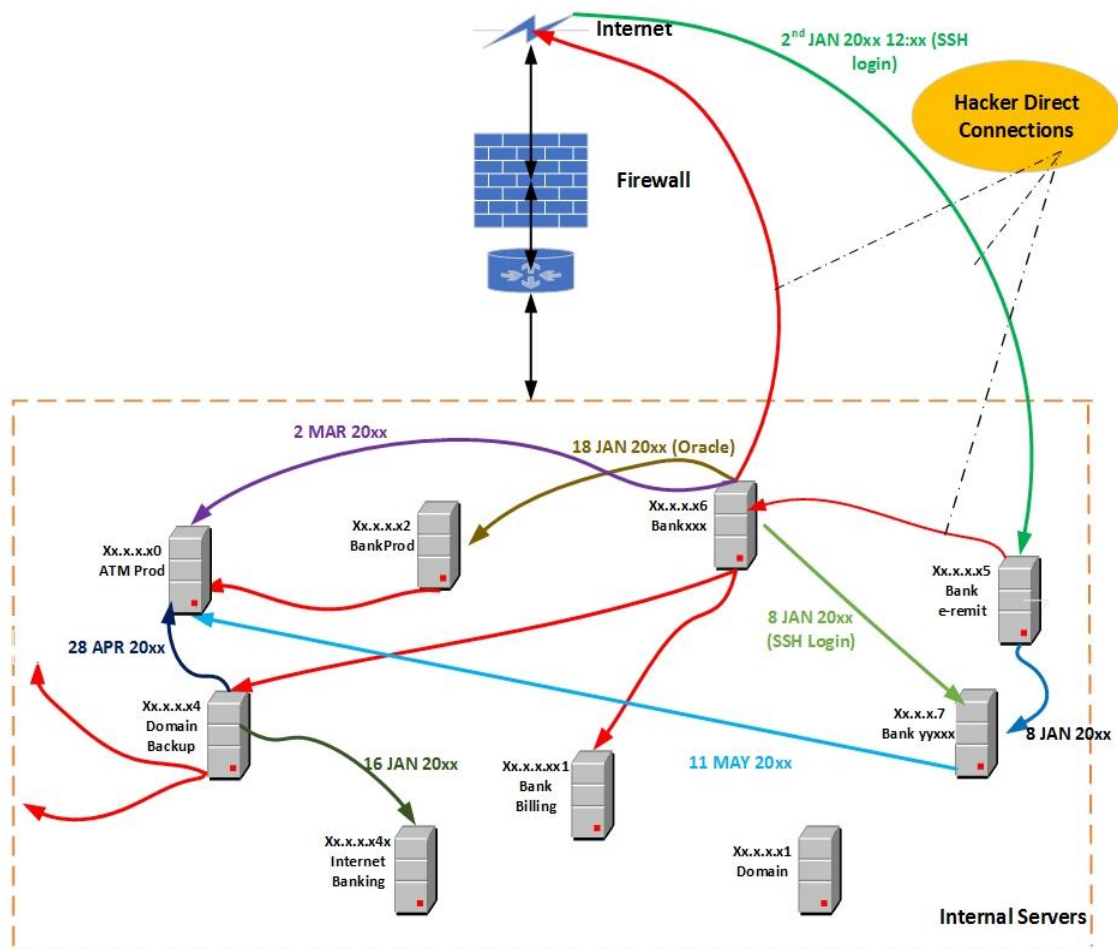 Internet
2nd JAN 20xx 12:xx (SSH
login)
Hacker Direct
Connections
Firewall
2 MAR 20xx
18 JAN 20xx (Oracle)
Xx.x.x.x6
Bankxxx
Xx.x.x.x2
BankProd
Xx.x.x.x0
ATM Prod
Xx.x.x.x5
Bank
e-remit
8 JAN 20xx
(SSH Login)
28 APR 20xx
Xx.x.x.x4
Domain
Backup
Xx.x.x.7
Bank yyxxx
8 JAN 20xx
16 JAN 20xx
Xx.x.x.xx1
Bank
Billing
11 MAY 20xx
Xx.x.x.x4x
Internet
Banking
Xx.x.x.x1
Domain
Internal Servers